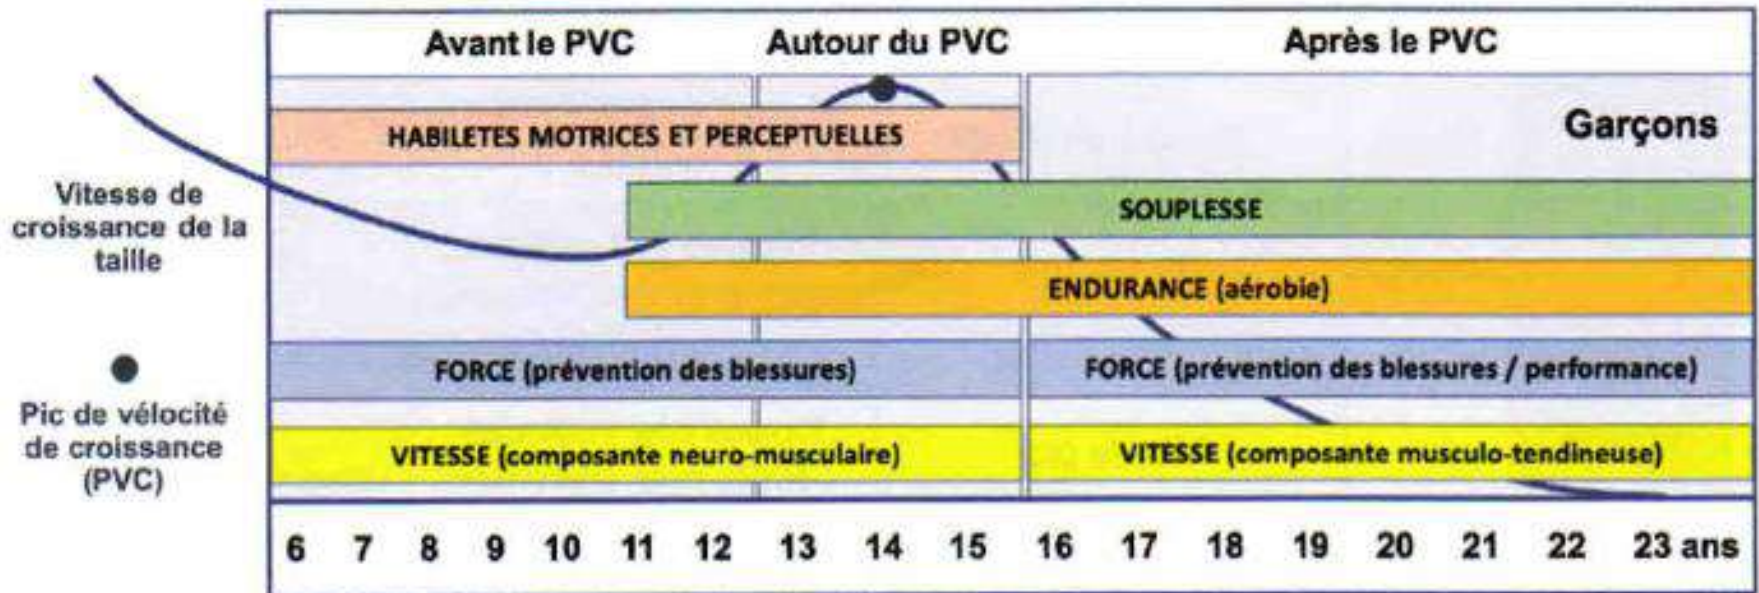 Avant le PVC
Autour du PVC
Après le PVC
Garçons
HABILETES MOTRICES ET PERCEPTUELLES
Vitesse de
croissance de la
taille
SOUPLESSE
ENDURANCE (aérobie)
Pic de vélocité
de croissance
(PVC)
FORCE (prévention des blessures)
FORCE (prévention des blessures / performance)
VITESSE (composante neuro-musculaire)
VITESSE (composante musculo-tendineuse)
6 7 8 9 10 11 12 13 14 15 16 17 18 19 20 21 22 23 ans